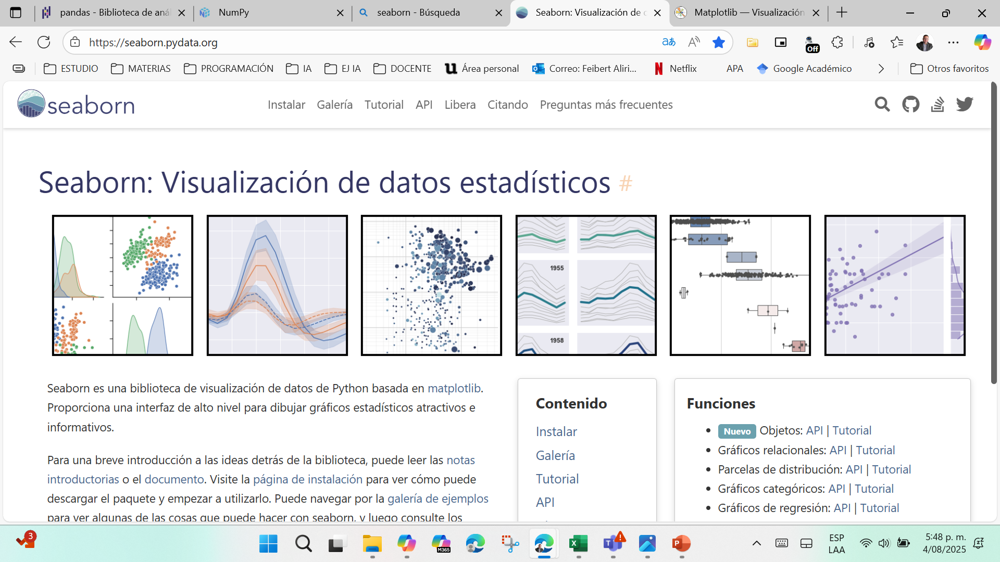 pandas - Biblioteca de aná
NumPy
seaborn - Búsqueda
Seaborn: Visualización de
Matplotlib — Visualización
https://seaborn.pydata.org
Off
ESTUDIO
MATERIAS
PROGRAMACIÓN
IA
EJ IA
DOCENTE
Área personal
Correo: Feibert Aliri...
Netflix
APA
Google Académico
Otros favoritos
seaborn
Instalar
Galería
Tutorial
API
Libera
Citando
Preguntas más frecuentes
Seaborn: Visualización de datos estadísticos #
1955
1958
Seaborn es una biblioteca de visualización de datos de Python basada en matplotlib.
Proporciona una interfaz de alto nivel para dibujar gráficos estadísticos atractivos e
informativos.
Para una breve introducción a las ideas detrás de la biblioteca, puede leer las notas
introductorias o el documento. Visite la página de instalación para ver cómo puede
descargar el paquete y empezar a utilizarlo. Puede navegar por la galería de ejemplos
para ver algunas de las cosas que puede hacer con seaborn, y luego consulte los
Contenido
Instalar
Galería
Tutorial
API
Funciones
Nuevo Objetos: API | Tutorial
Gráficos relacionales: API | Tutorial
Parcelas de distribución: API | Tutorial
Gráficos categóricos: API | Tutorial
Gráficos de regresión: API | Tutorial
3
M365
ESP
LAA
5:48 p. m.
4/08/2025